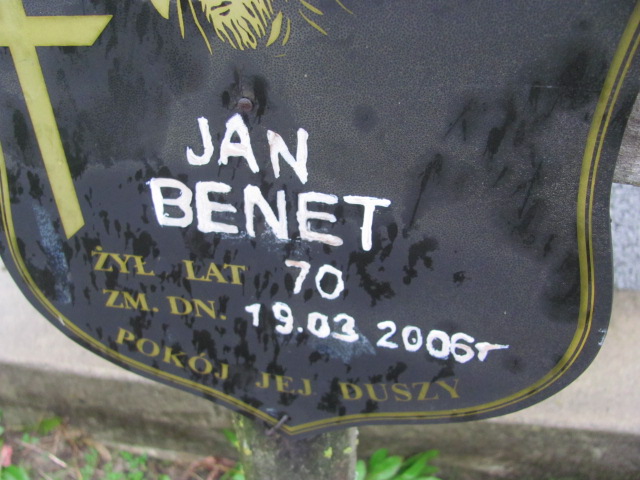 JAN
BENET
ŻYŁ LAT 70
ZM. DN. 19.03 2006r
POKÓJ JEJ DUSZY